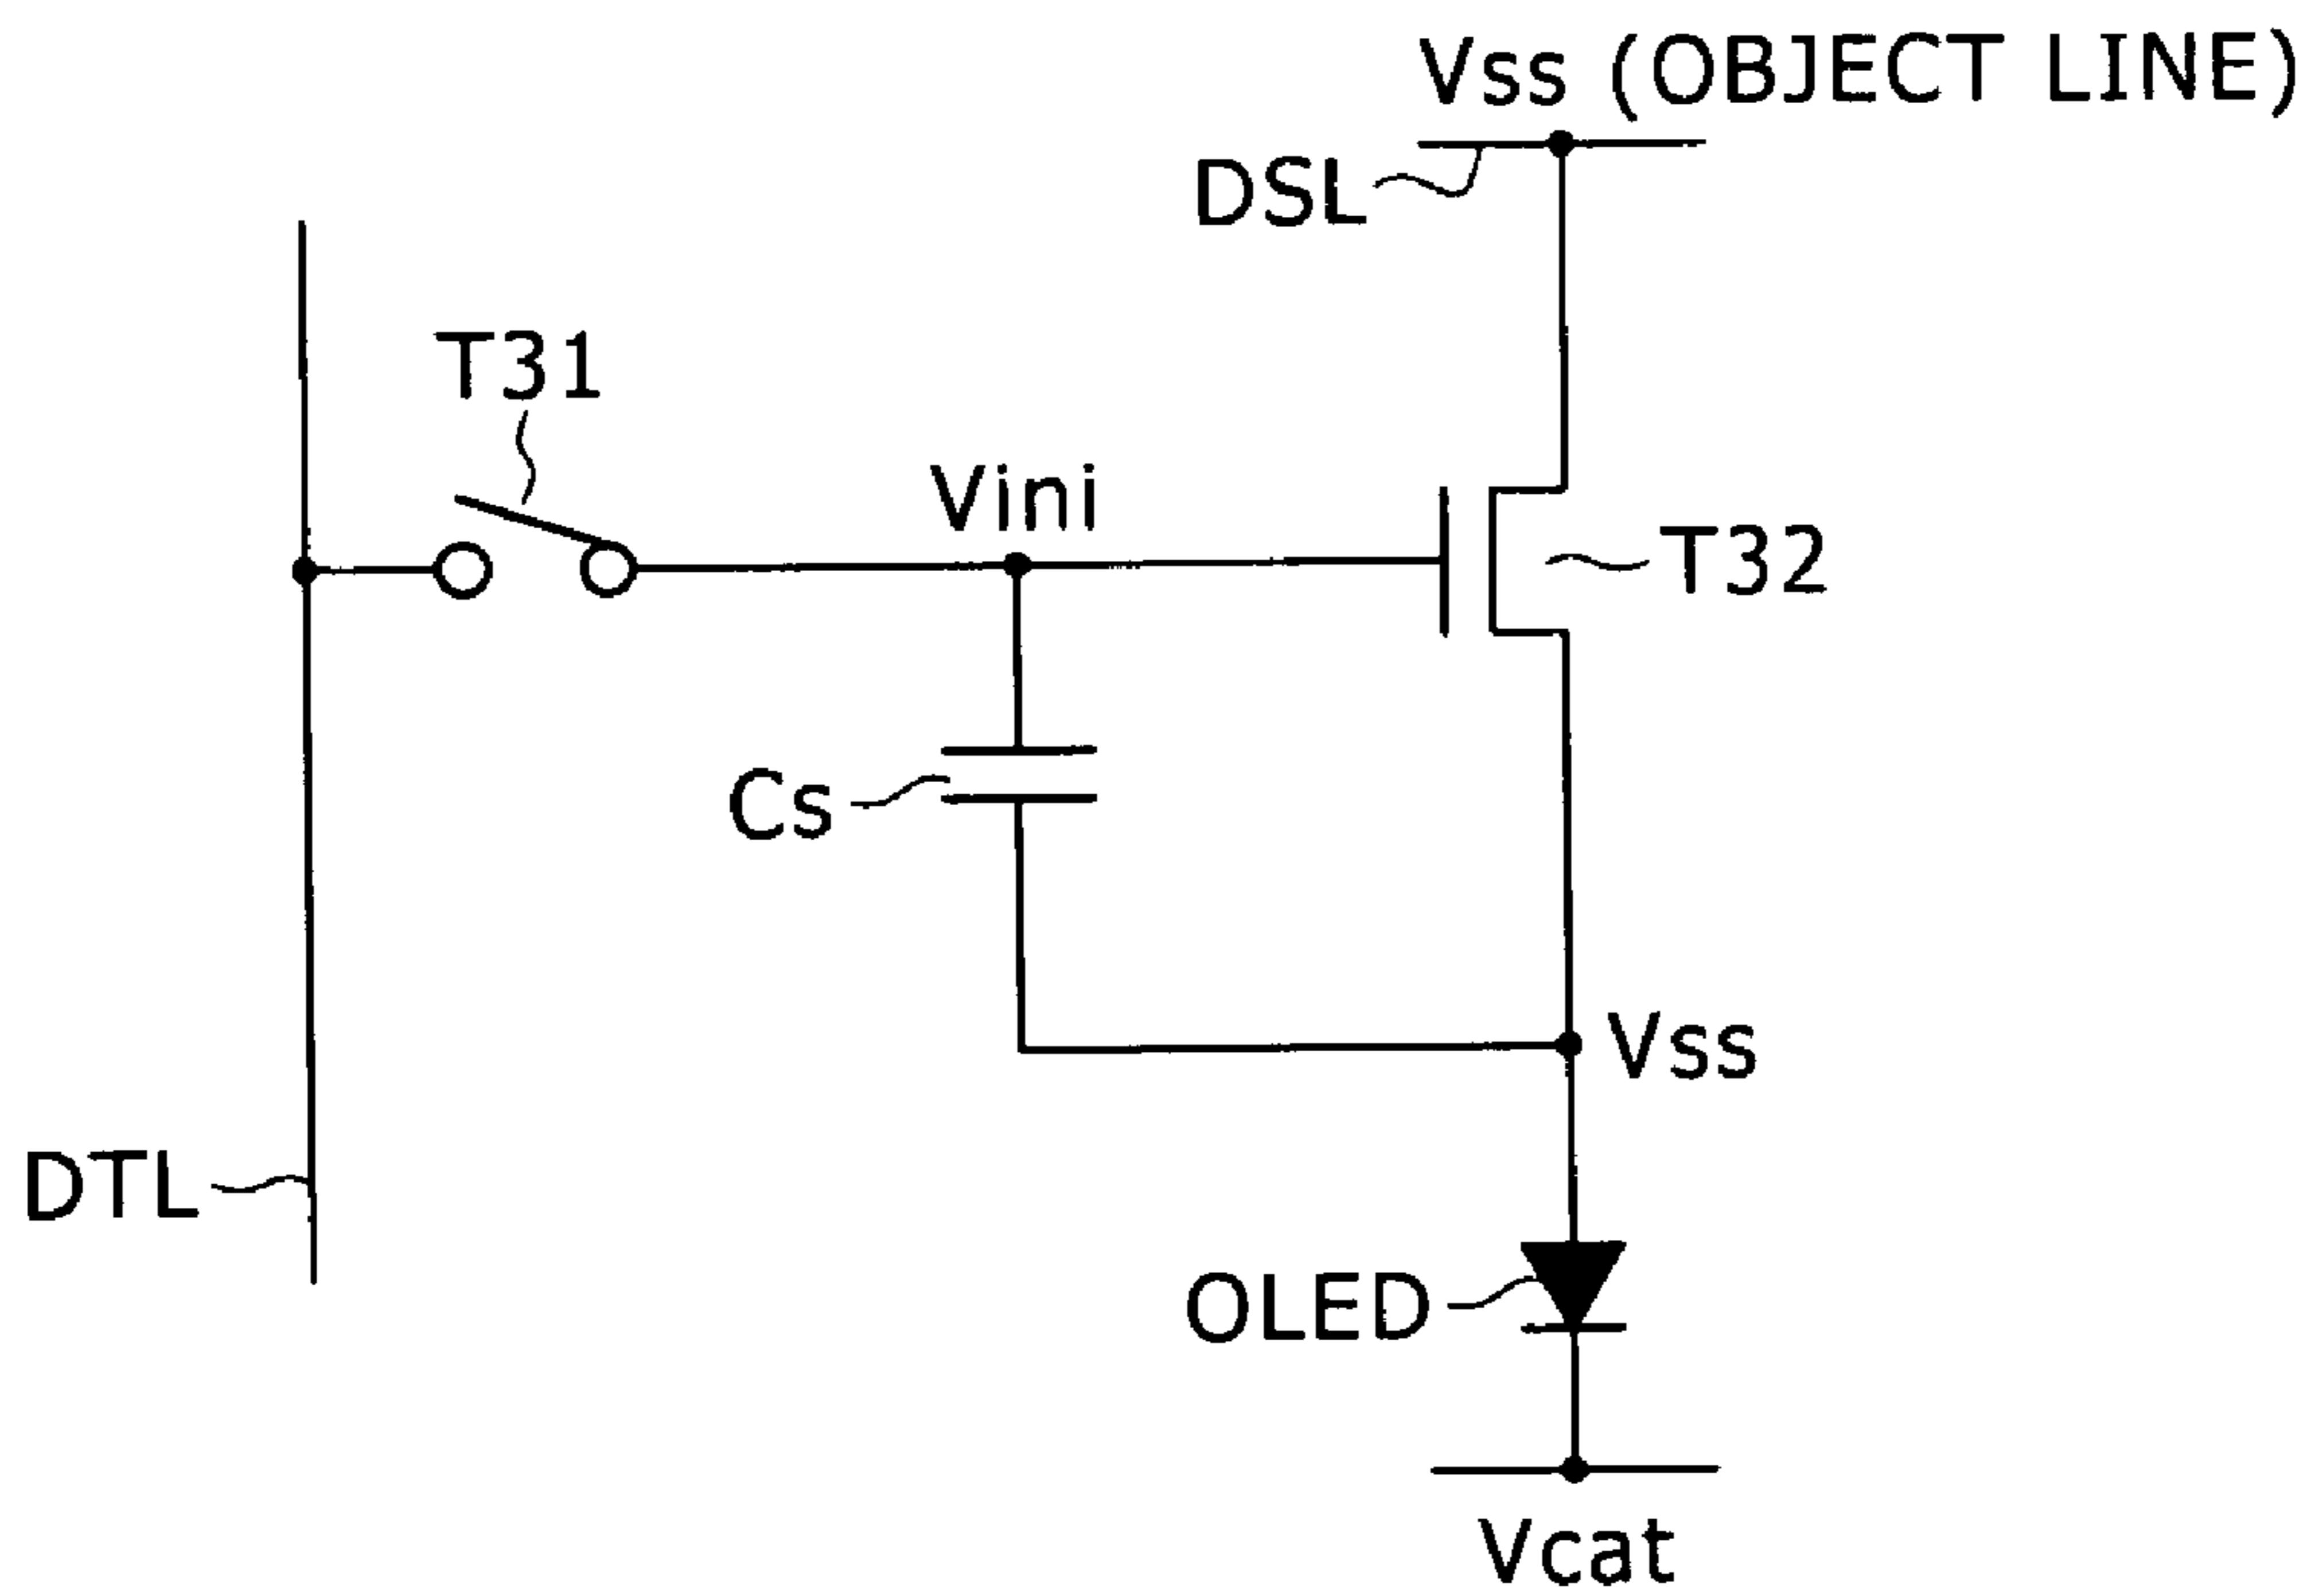 Vss (OBJECT LINE)
DSL
T31
Vini
T32
Cs
Vss
DTL
OLED
Vcat